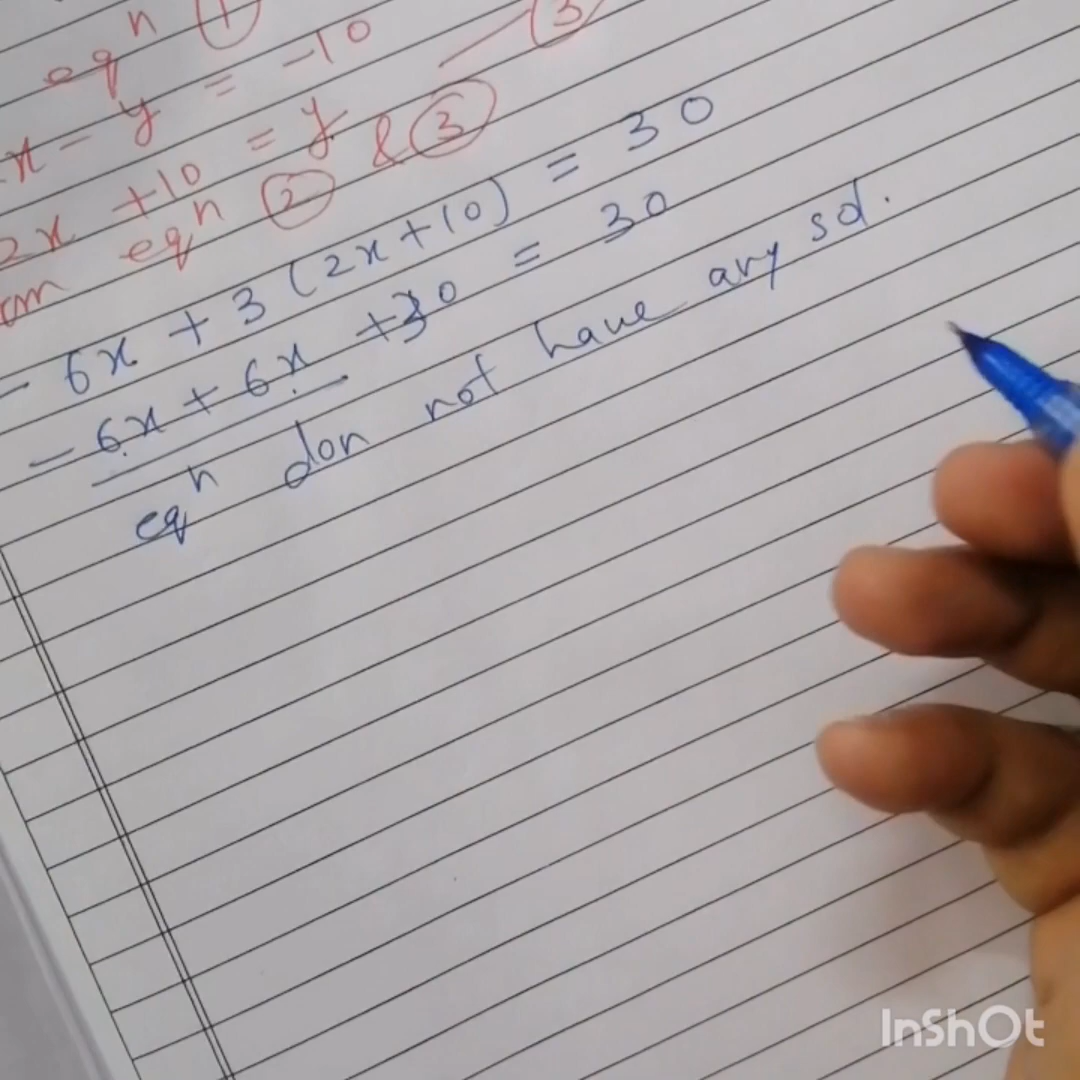 eqⁿ ①
x - y = -10
2x + 10 = y ③
eqⁿ ② & ③
- 6x + 3 (2x + 10) = 30
- 6x + 6x + 30 = 30
eqⁿ don not have any sol.
InShOt